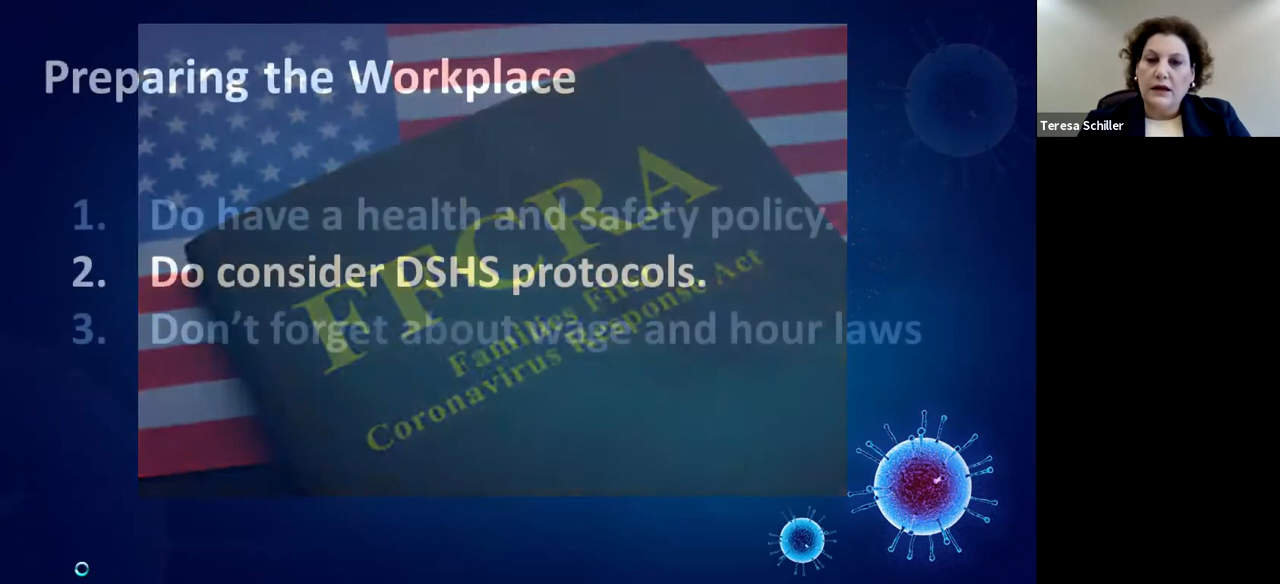 Preparing the Workplace
1. Do have a health and safety policy.
2. Do consider DSHS protocols.
3. Don't forget about wage and hour laws
FFCRA
Families First
Coronavirus Response Act
Teresa Schiller